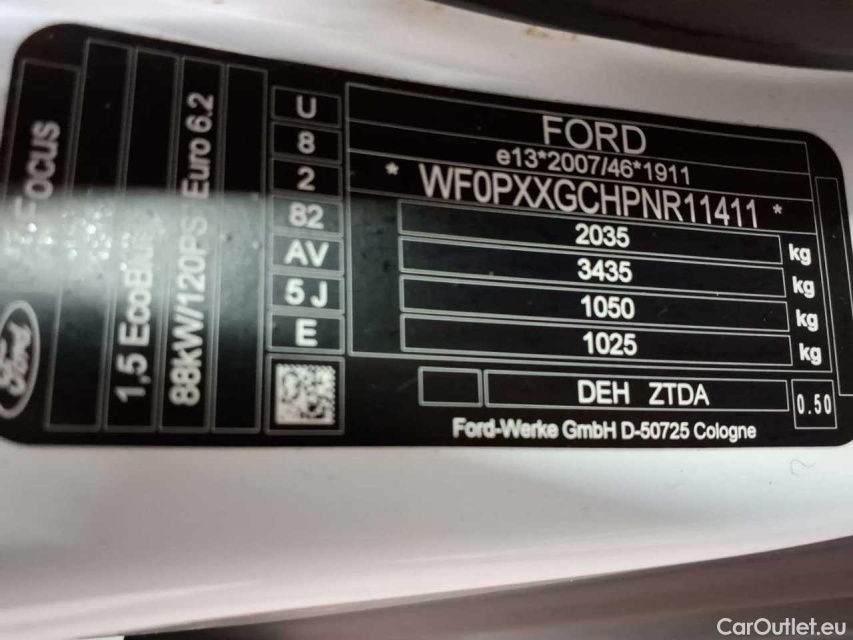 Focus
1,5 EcoBlue
88kW/120PS Euro 6.2
Ford
U
8
2
82
AV
5J
E
FORD
e13*2007/46*1911
* WF0PXXGCHPNR11411 *
2035 kg
3435 kg
1050 kg
1025 kg
DEH ZTDA
0.50
Ford-Werke GmbH D-50725 Cologne
CarOutlet.eu